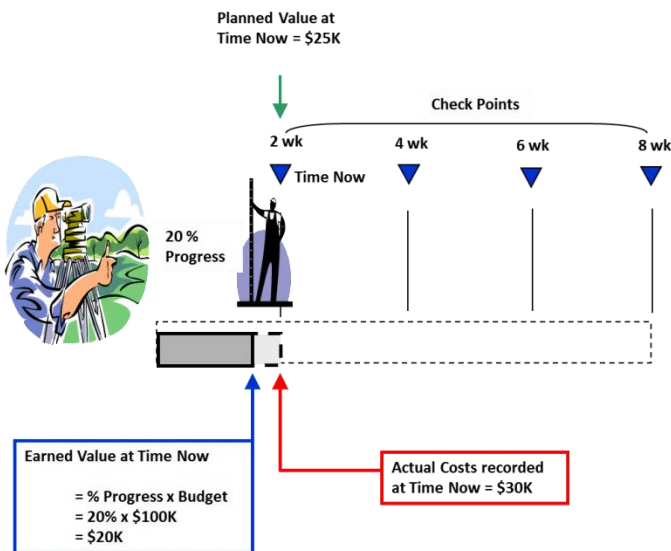 Planned Value at
Time Now = $25K
Check Points
2 wk
4 wk
6 wk
8 wk
Time Now
20 %
Progress
Earned Value at Time Now
= % Progress x Budget
= 20% x $100K
= $20K
Actual Costs recorded
at Time Now = $30K